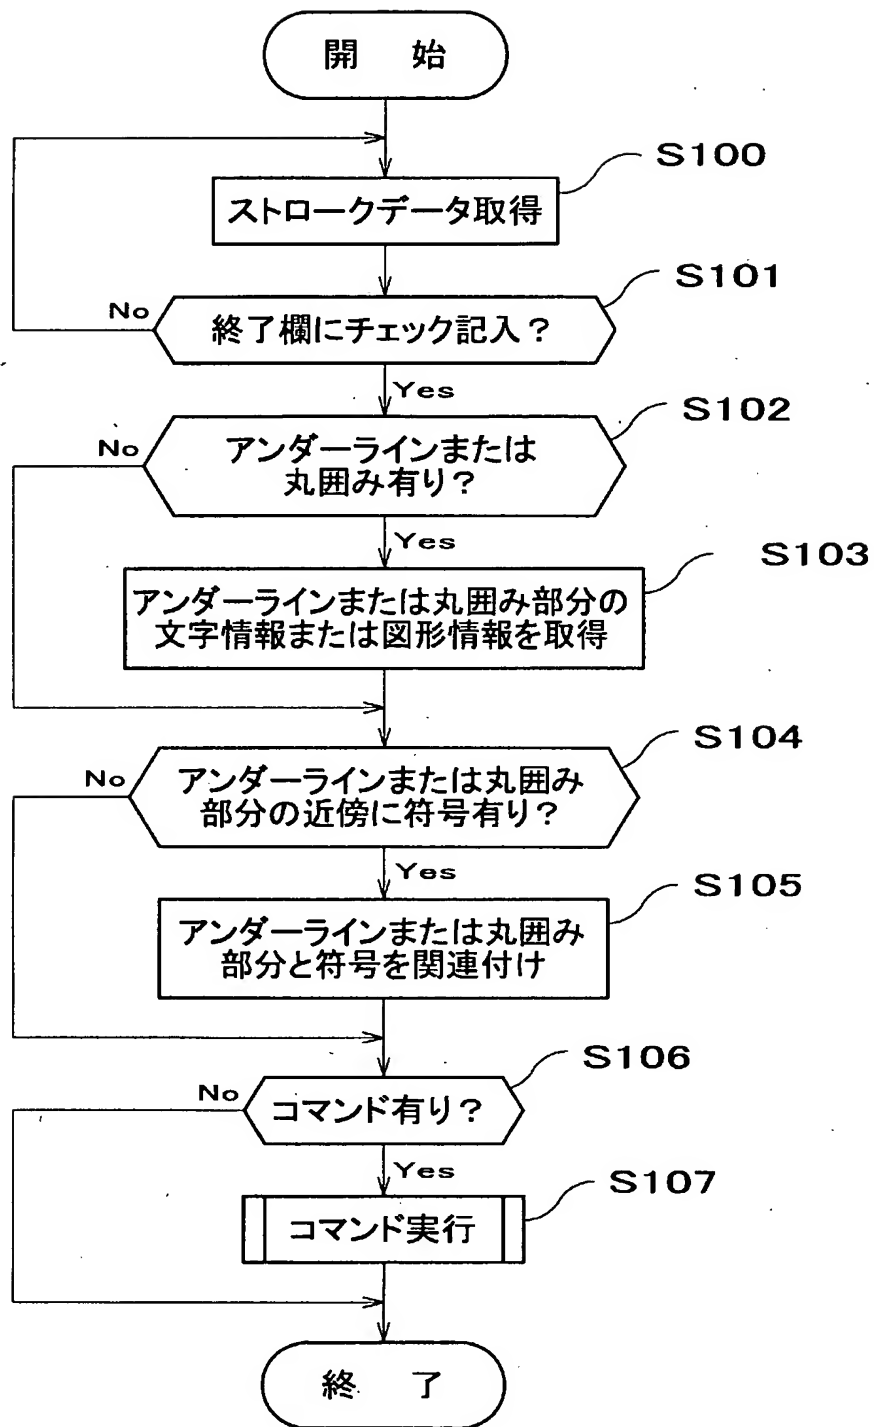 開 始
S100
ストロークデータ取得
S101
No
終了欄にチェック記入?
Yes
S102
No
アンダーラインまたは
丸囲み有り?
Yes
S103
アンダーラインまたは丸囲み部分の
文字情報または図形情報を取得
S104
No
アンダーラインまたは丸囲み
部分の近傍に符号有り?
Yes
S105
アンダーラインまたは丸囲み
部分と符号を関連付け
S106
No
コマンド有り?
Yes
S107
コマンド実行
終 了